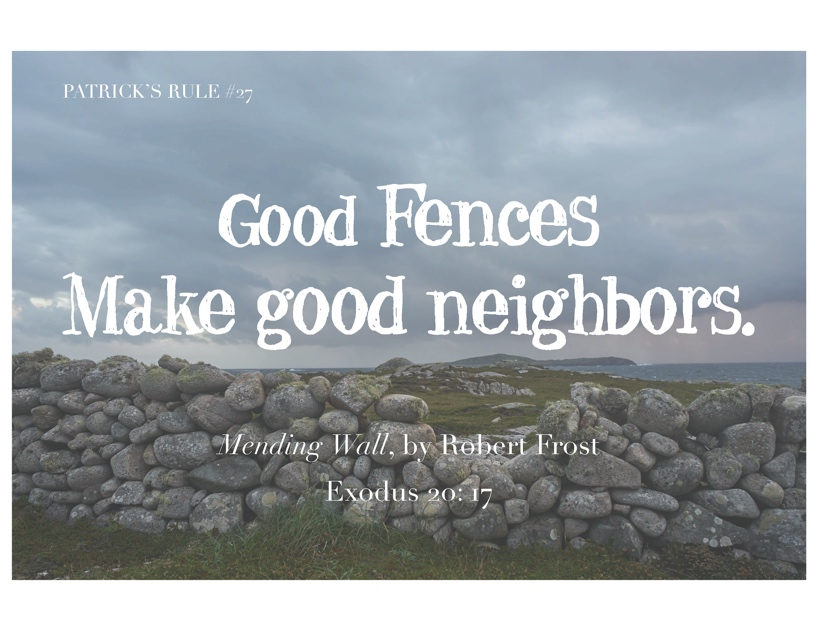 PATRICK'S RULE #27
Good Fences
Make good neighbors.
Mending Wall, by Robert Frost
Exodus 20: 17